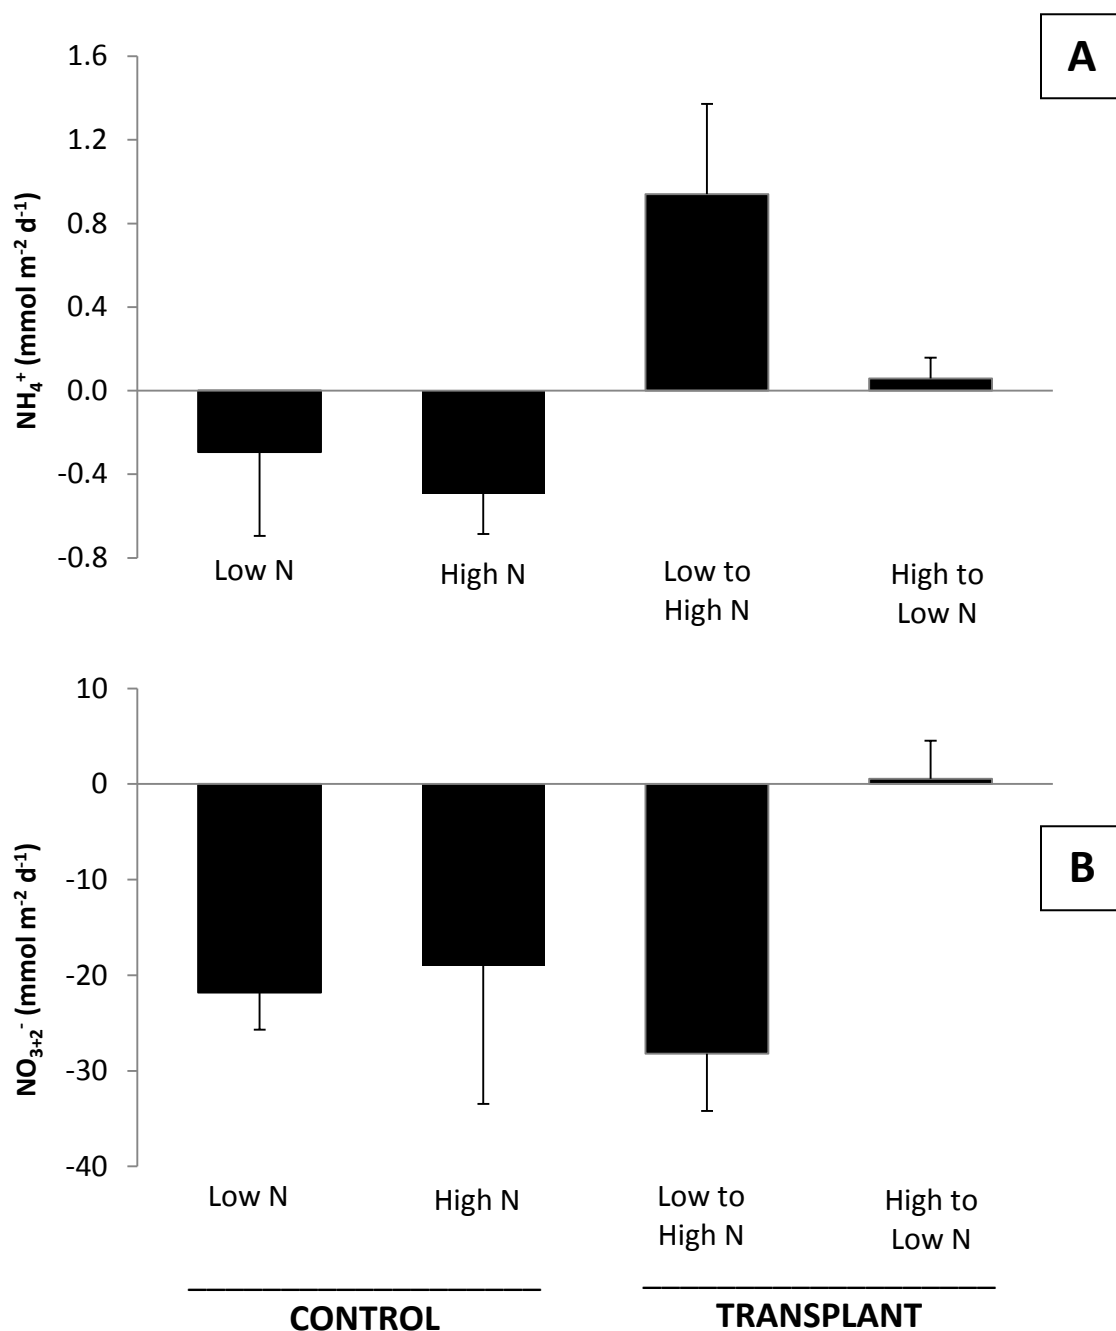 A
NH₄⁺ (mmol m⁻² d⁻¹)
1.6
1.2
0.8
0.4
0.0
-0.4
-0.8
Low N
High N
Low to
High N
High to
Low N
B
NO₃₊₂⁻ (mmol m⁻² d⁻¹)
10
0
-10
-20
-30
-40
Low N
High N
Low to
High N
High to
Low N
CONTROL
TRANSPLANT